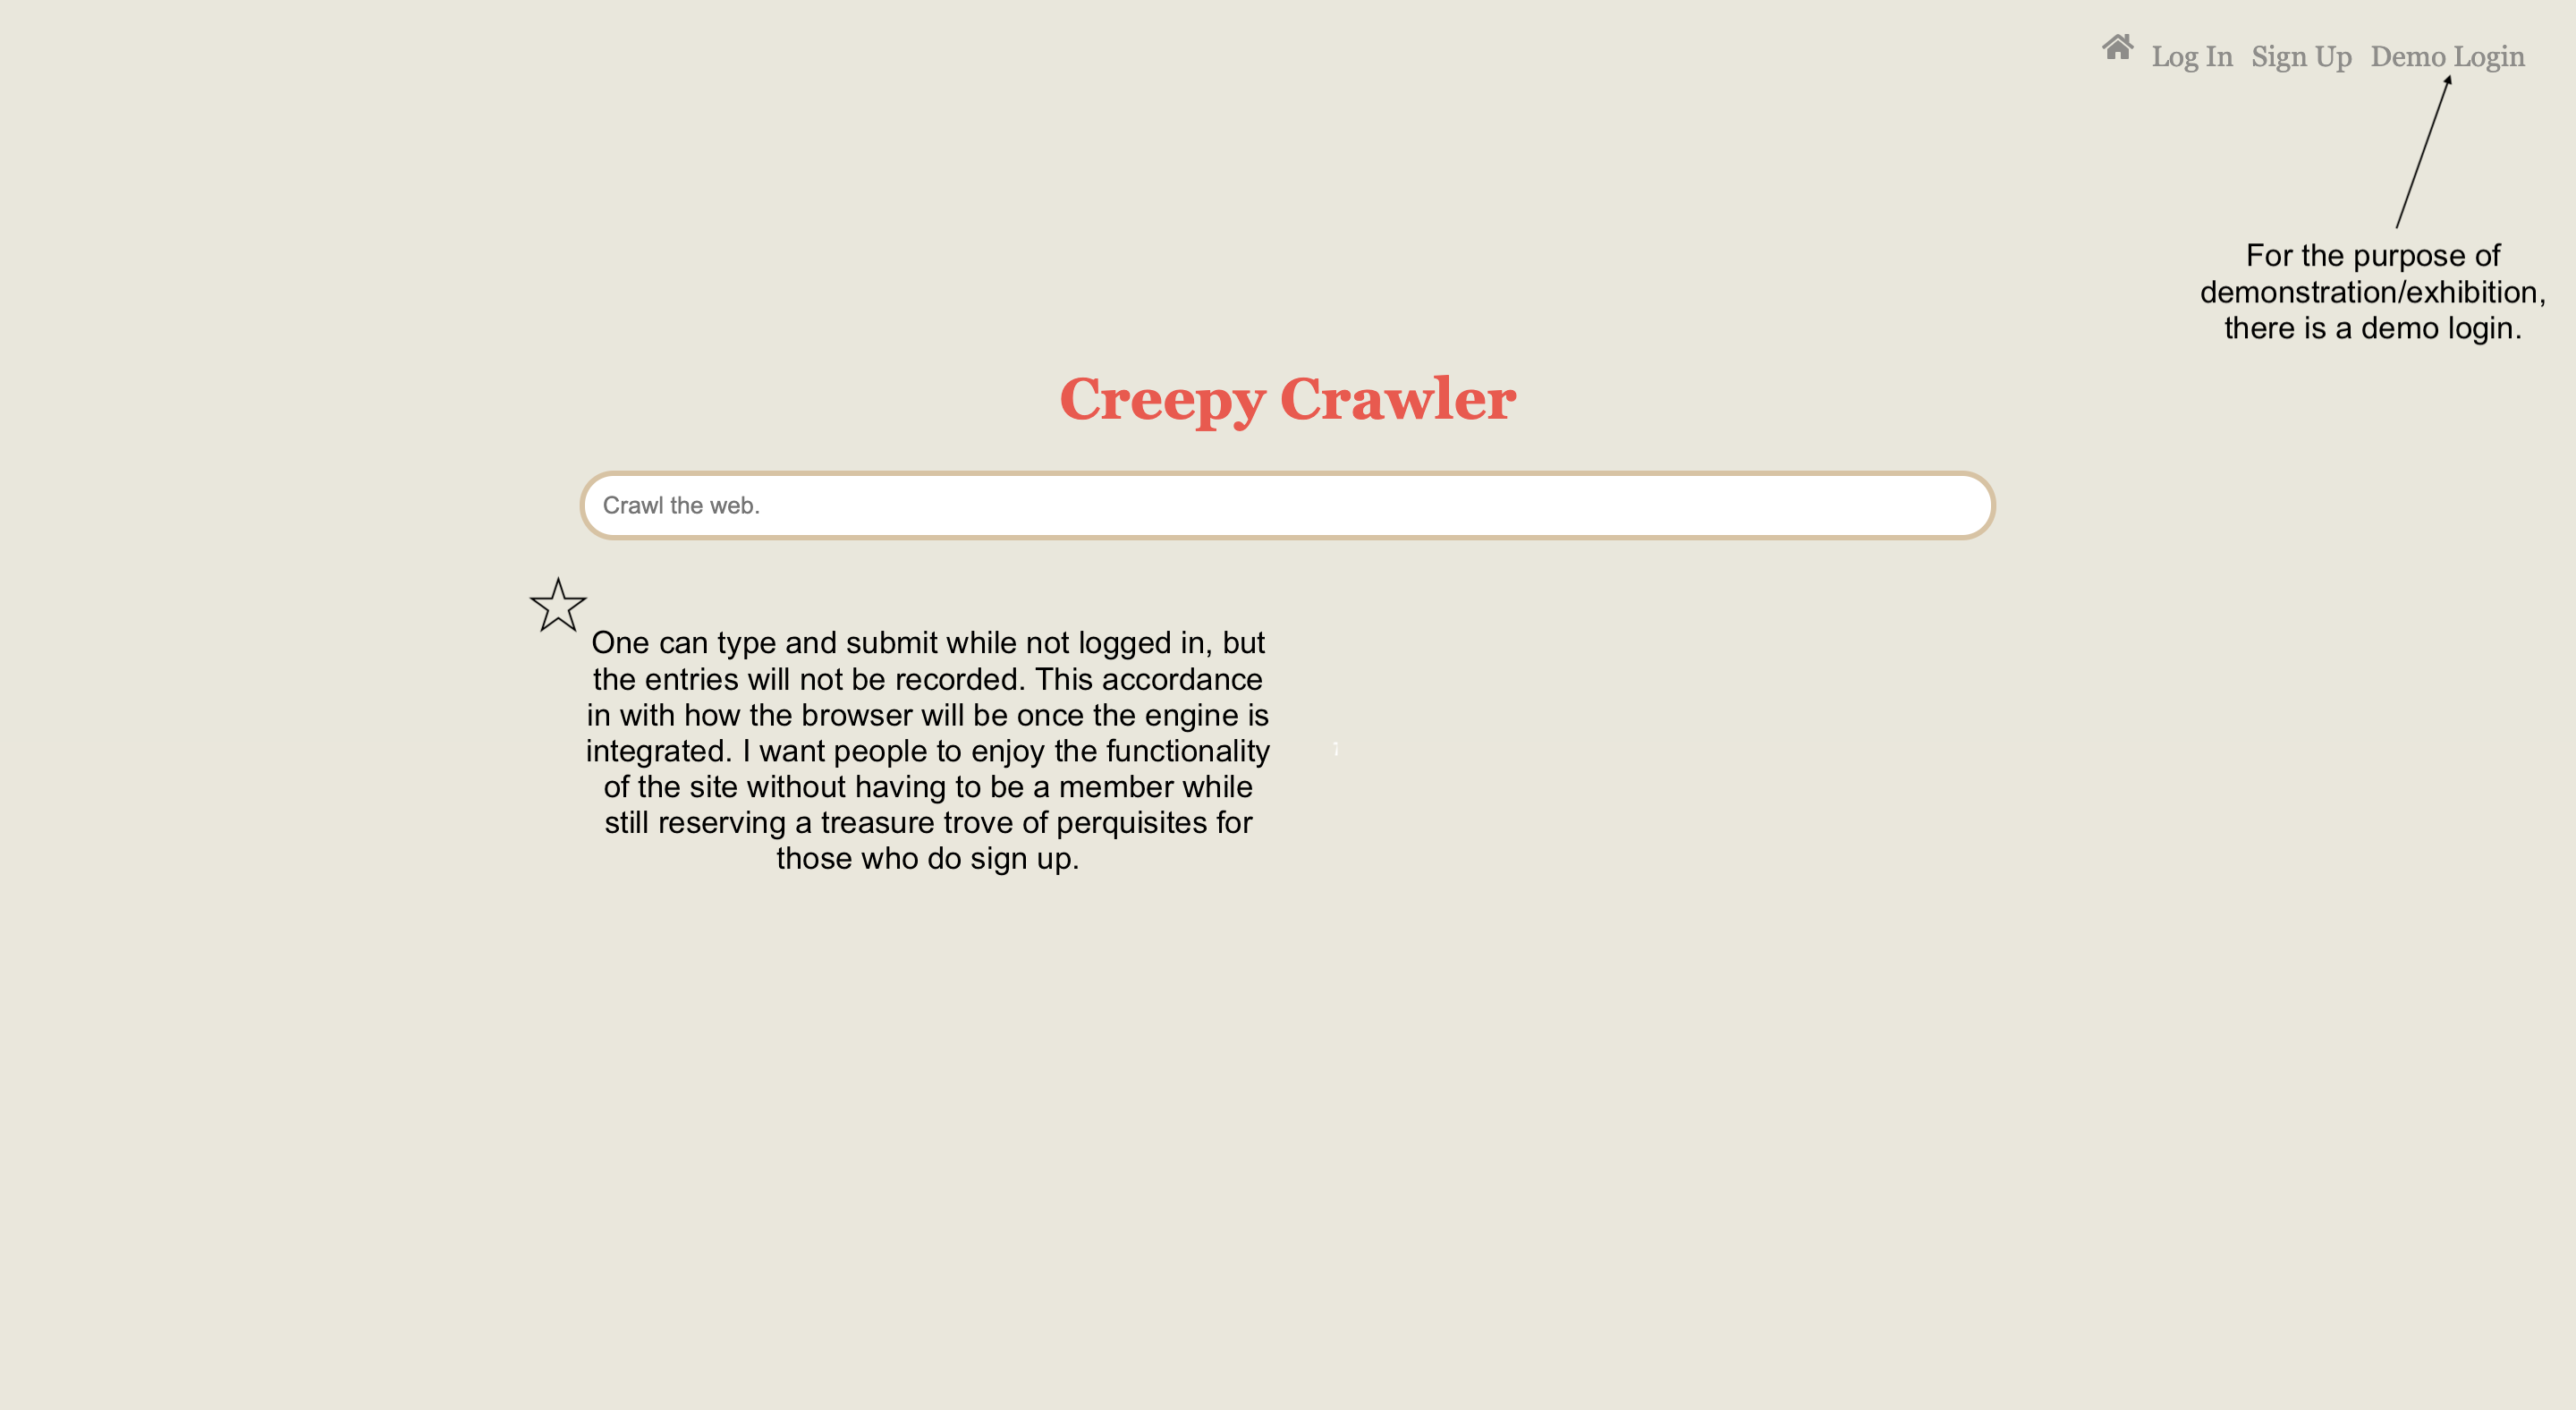 Log In Sign Up Demo Login
For the purpose of
demonstration/exhibition,
there is a demo login.
Creepy Crawler
Crawl the web.
One can type and submit while not logged in, but
the entries will not be recorded. This accordance
in with how the browser will be once the engine is
integrated. I want people to enjoy the functionality
of the site without having to be a member while
still reserving a treasure trove of perquisites for
those who do sign up.